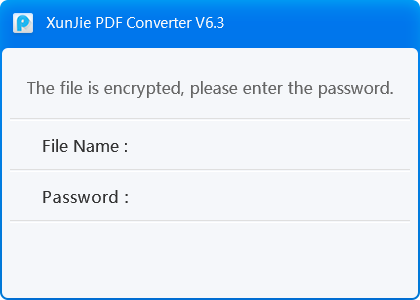 XunJie PDF Converter V6.3
The file is encrypted, please enter the password.
File Name :
Password :